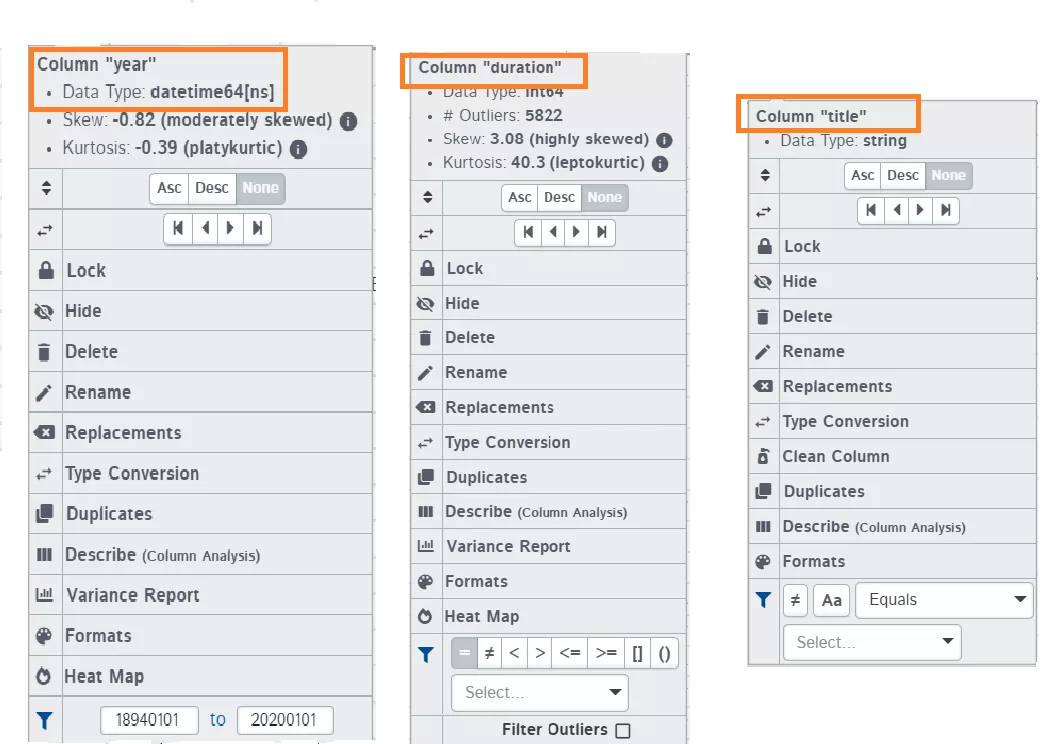 Column "year"
Data Type: datetime64[ns]
Skew: -0.82 (moderately skewed)
Kurtosis: -0.39 (platykurtic)
Asc Desc None
Lock
Hide
Delete
Rename
Replacements
Type Conversion
Duplicates
Describe (Column Analysis)
Variance Report
Formats
Heat Map
18940101 to 20200101
Column "duration"
Data Type: int64
# Outliers: 5822
Skew: 3.08 (highly skewed)
Kurtosis: 40.3 (leptokurtic)
Asc Desc None
Lock
Hide
Delete
Rename
Replacements
Type Conversion
Duplicates
Describe (Column Analysis)
Variance Report
Formats
Heat Map
= ≠ < > <= >= [] ()
Select...
Filter Outliers
Column "title"
Data Type: string
Asc Desc None
Lock
Hide
Delete
Rename
Replacements
Type Conversion
Clean Column
Duplicates
Describe (Column Analysis)
Formats
≠ Aa Equals
Select...